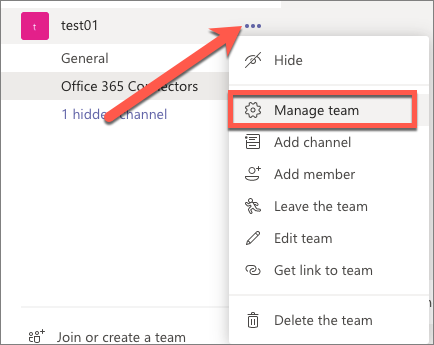 t
test01
General
Office 365 Connectors
1 hidden channel
Hide
Manage team
Add channel
Add member
Leave the team
Edit team
Get link to team
Delete the team
Join or create a team